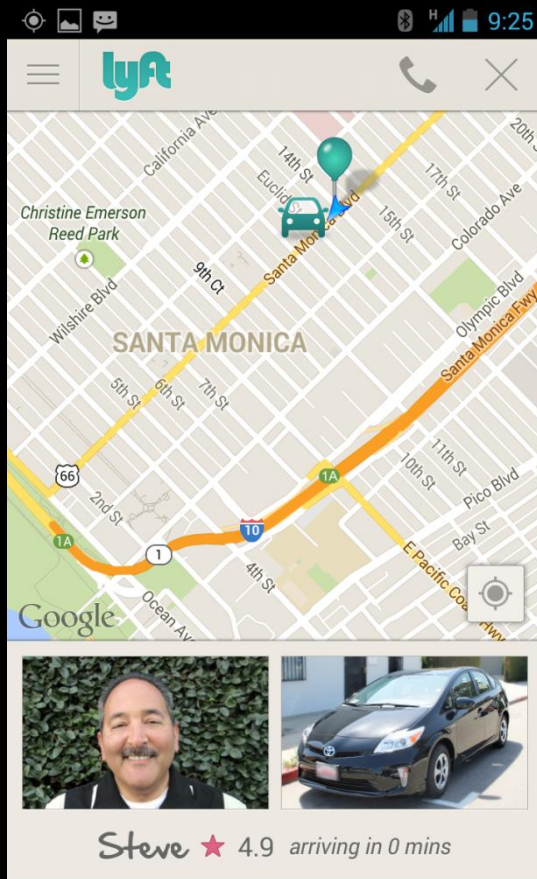 H 9:25
lyft
California Ave
20th S
14th St
17th St
Euclid St
15th St
Colorado Ave
Christine Emerson
Reed Park
Santa Monica Blvd
9th Ct
Wilshire Blvd
Olympic Blvd
SANTA MONICA
Santa Monica Fwy
5th St
6th St
7th St
66
11th St
1A
10th St
2nd St
Pico Blvd
10
Bay St
1A
1
4th St
E Pacific Coa
Hwy
Google
Ocean Av
Steve ★ 4.9 arriving in 0 mins